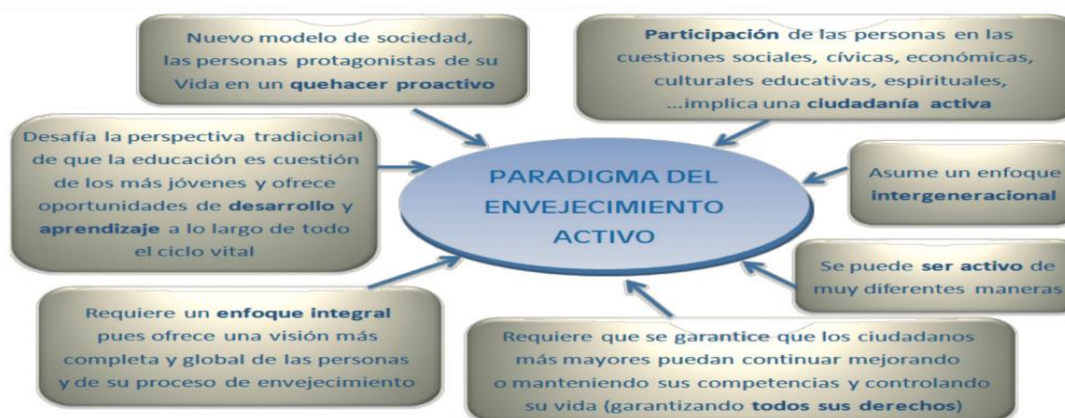 Nuevo modelo de sociedad,
las personas protagonistas de su
Vida en un quehacer proactivo
Participación de las personas en las
cuestiones sociales, cívicas, económicas,
culturales educativas, espirituales,
...implica una ciudadanía activa
Desafía la perspectiva tradicional
de que la educación es cuestión
de los más jóvenes y ofrece
oportunidades de desarrollo y
aprendizaje a lo largo de todo
el ciclo vital
PARADIGMA DEL
ENVEJECIMIENTO
ACTIVO
Asume un enfoque
intergeneracional
Se puede ser activo de
muy diferentes maneras
Requiere un enfoque integral
pues ofrece una visión más
completa y global de las personas
y de su proceso de envejecimiento
Requiere que se garantice que los ciudadanos
más mayores puedan continuar mejorando
o manteniendo sus competencias y controlando
su vida (garantizando todos sus derechos)